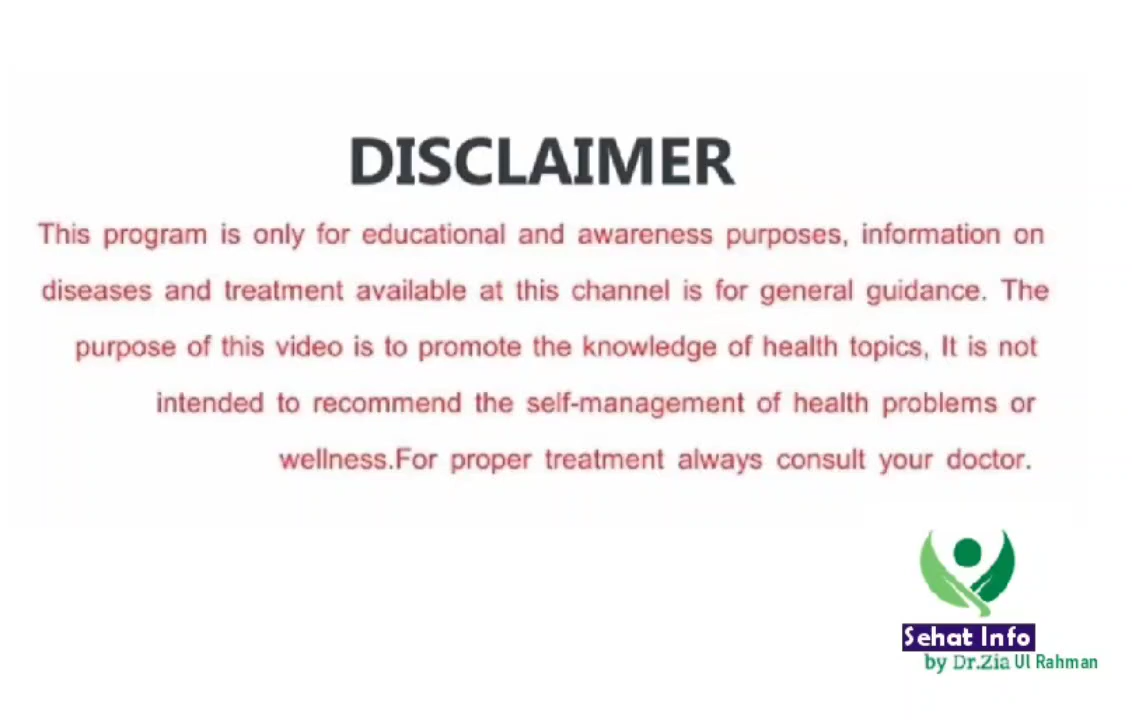 DISCLAIMER
This program is only for educational and awareness purposes, information on
diseases and treatment available at this channel is for general guidance. The
purpose of this video is to promote the knowledge of health topics, It is not
intended to recommend the self-management of health problems or
wellness.For proper treatment always consult your doctor.
Sehat Info
by Dr.Zia Ul Rahman